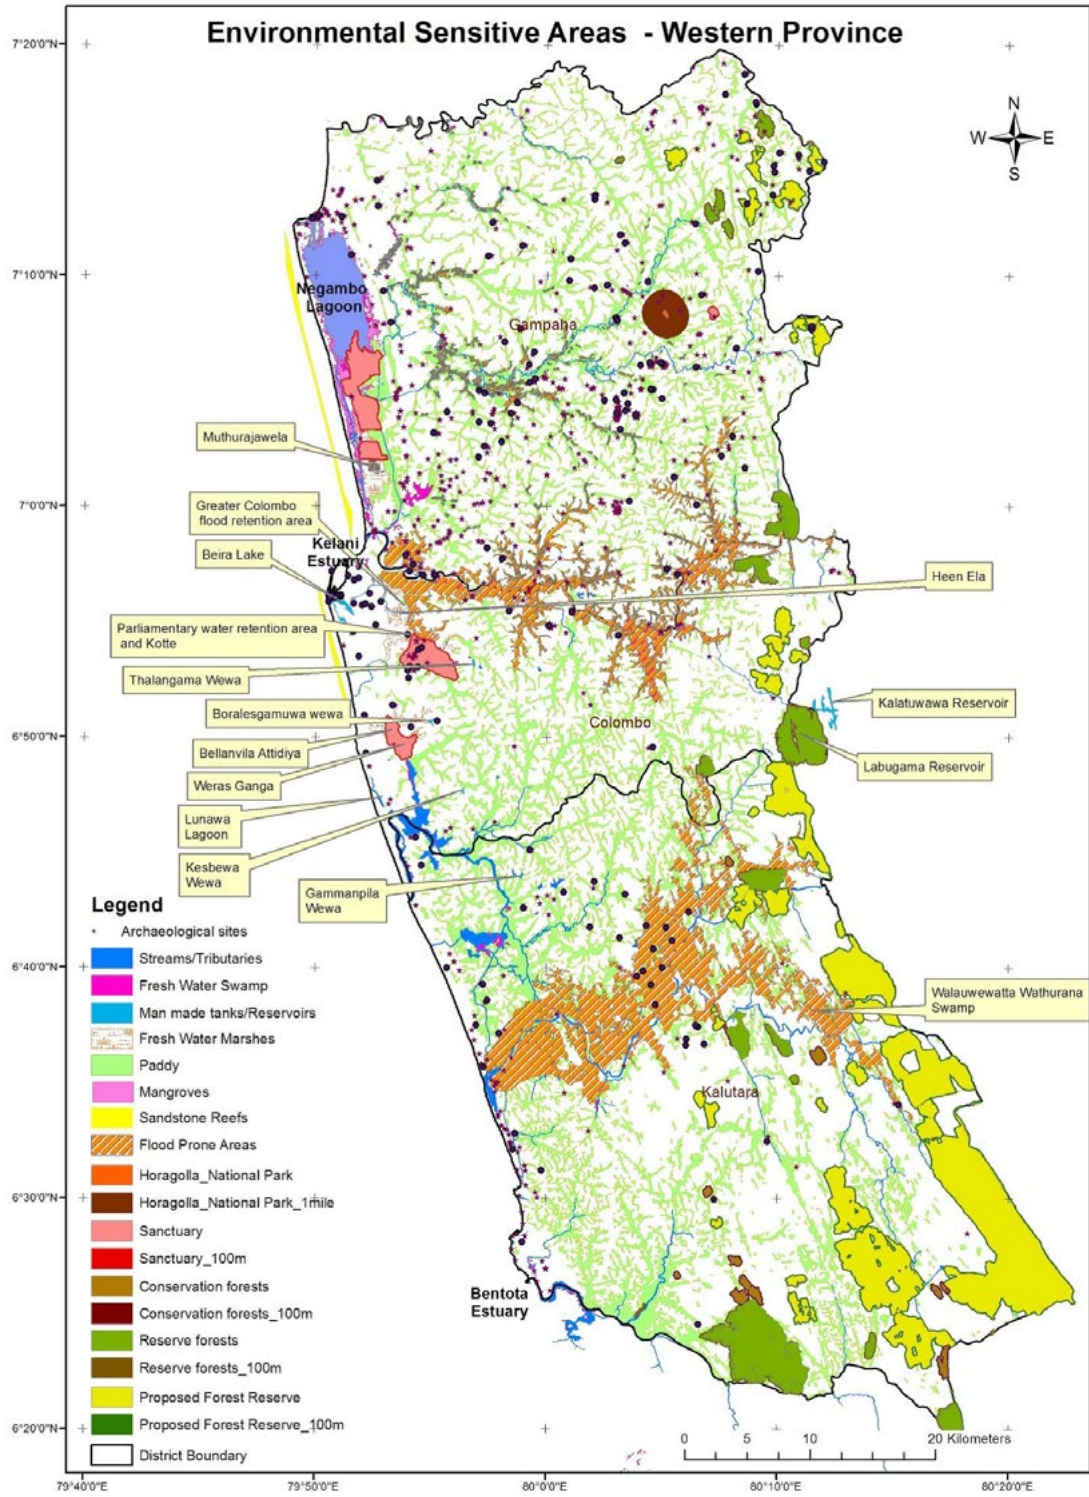 Environmental Sensitive Areas - Western Province
7°20'0"N
N
W E
S
7°10'0"N
Negambo
Lagoon
Gampaha
Muthurajawela
7°0'0"N
Greater Colombo
flood retention area
Kelani
Estuary
Beira Lake
Heen Ela
Parliamentary water retention area
and Kotte
Thalangama Wewa
Kalatuwawa Reservoir
Boralesgamuwa wewa
Colombo
6°50'0"N
Bellanvila Attidiya
Labugama Reservoir
Weras Ganga
Lunawa
Lagoon
Kesbewa
Wewa
Gammanpila
Wewa
Legend
Archaeological sites
Streams/Tributaries
6°40'0"N
Fresh Water Swamp
Walauwewatta Wathurana
Swamp
Man made tanks/Reservoirs
Fresh Water Marshes
Paddy
Mangroves
Kalutara
Sandstone Reefs
Flood Prone Areas
Horagolla_National Park
6°30'0"N
Horagolla_National Park_1mile
Sanctuary
Sanctuary_100m
Conservation forests
Bentota
Estuary
Conservation forests_100m
Reserve forests
Reserve forests_100m
Proposed Forest Reserve
6°20'0"N
Proposed Forest Reserve_100m
District Boundary
0 5 10 20 Kilometers
79°40'0"E 79°50'0"E 80°0'0"E 80°10'0"E 80°20'0"E